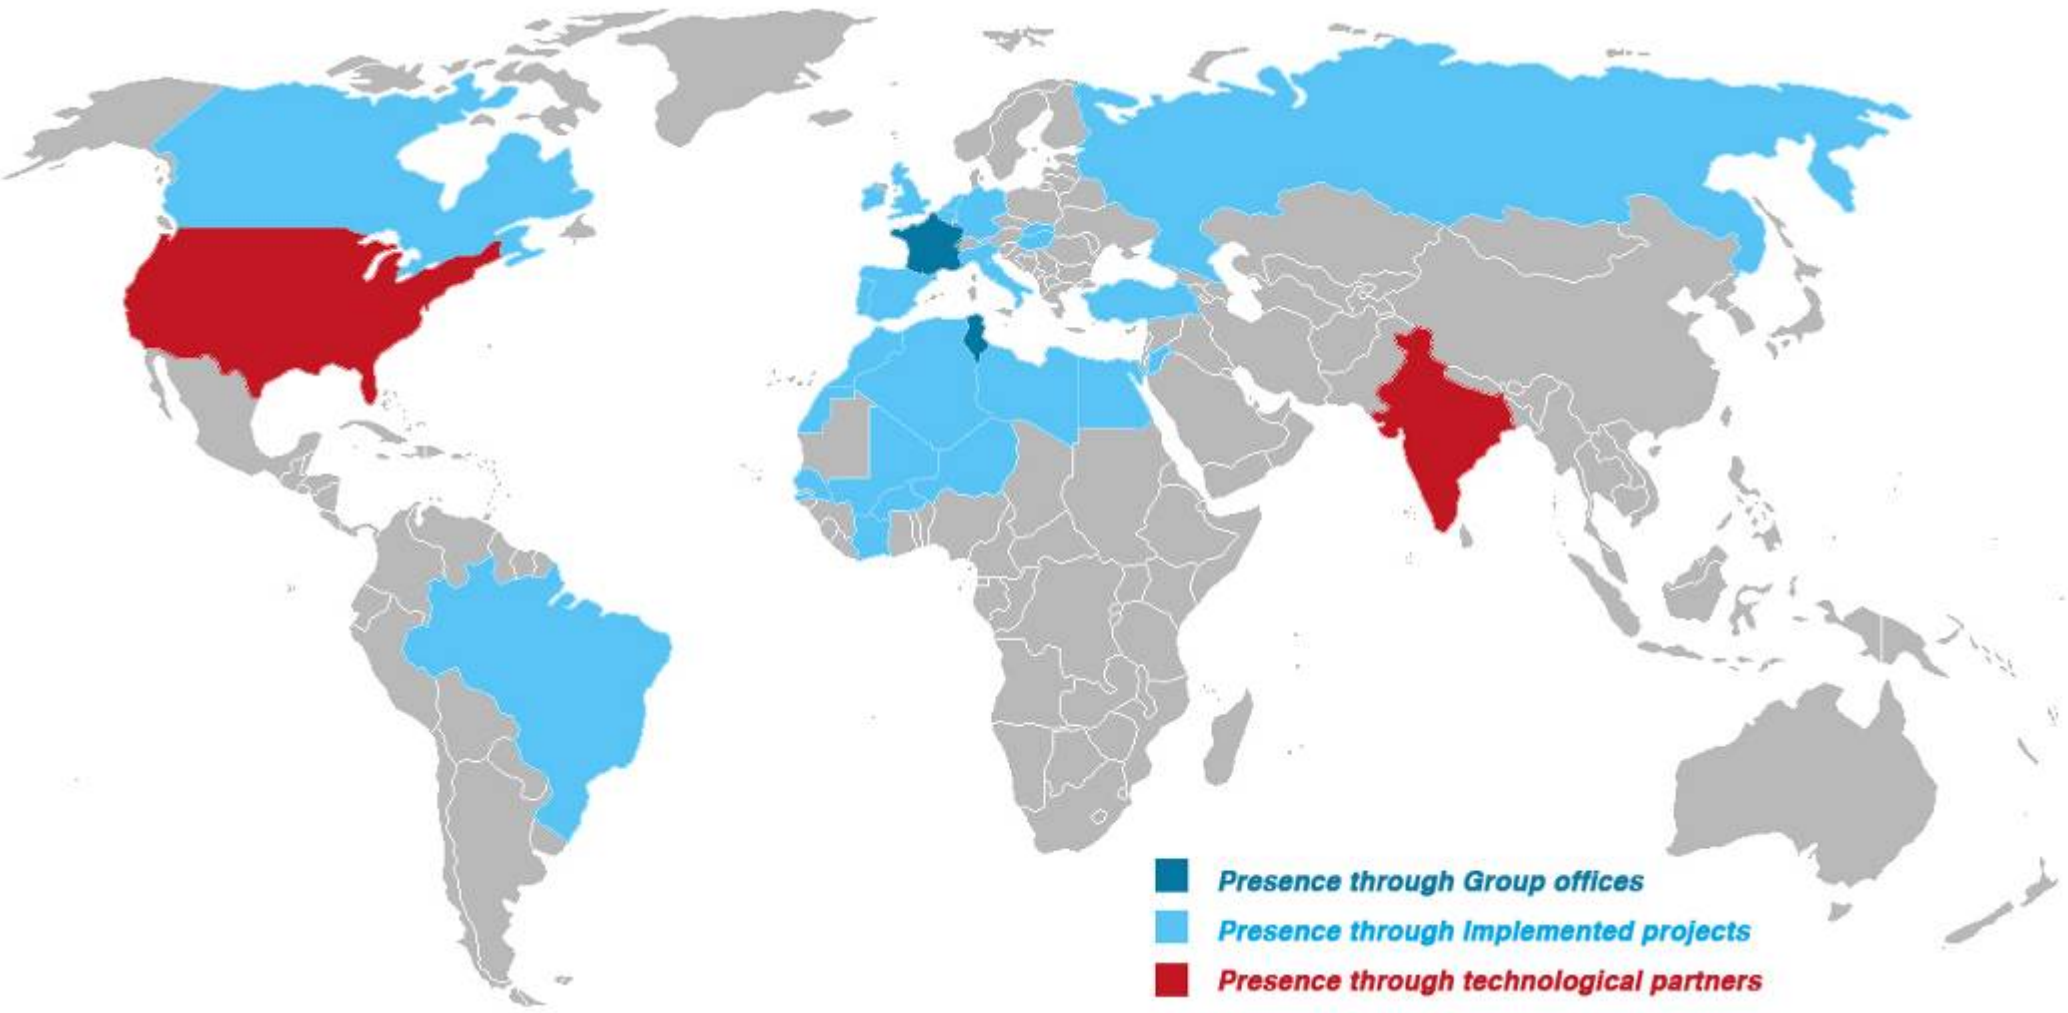 Presence through Group offices
Presence through Implemented projects
Presence through technological partners